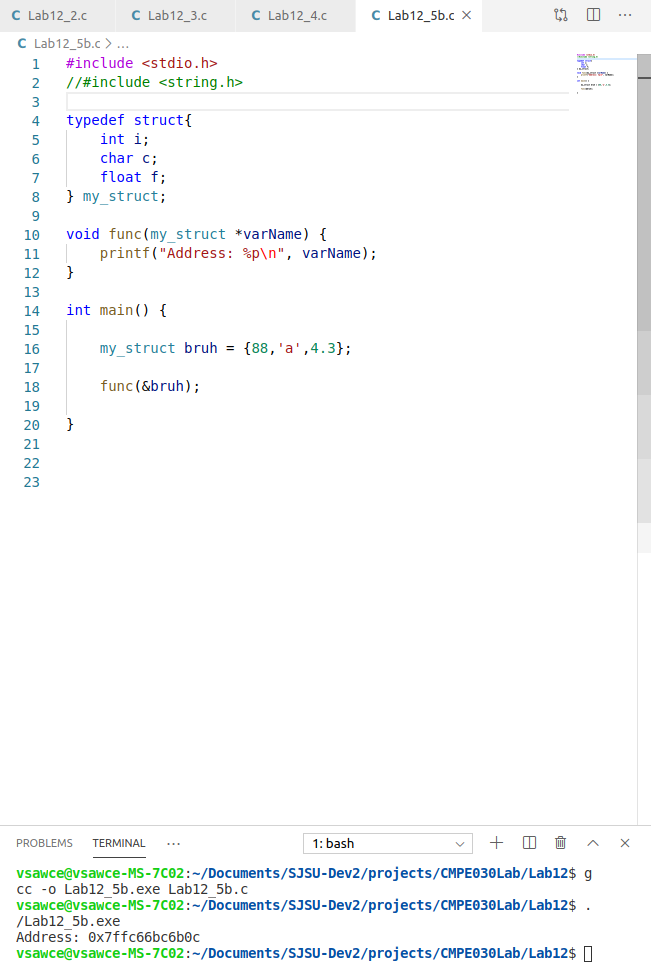 C Lab12_2.c C Lab12_3.c C Lab12_4.c C Lab12_5b.c
C Lab12_5b.c > ...
1 #include <stdio.h>
2 //#include <string.h>
3
4 typedef struct{
5     int i;
6     char c;
7     float f;
8 } my_struct;
9
10 void func(my_struct *varName) {
11     printf("Address: %p\n", varName);
12 }
13
14 int main() {
15
16     my_struct bruh = {88,'a',4.3};
17
18     func(&bruh);
19
20 }
21
22
23
PROBLEMS TERMINAL ... 1: bash
vsawce@vsawce-MS-7C02:~/Documents/SJSU-Dev2/projects/CMPE030Lab/Lab12$ g
cc -o Lab12_5b.exe Lab12_5b.c
vsawce@vsawce-MS-7C02:~/Documents/SJSU-Dev2/projects/CMPE030Lab/Lab12$ .
/Lab12_5b.exe
Address: 0x7ffc66bc6b0c
vsawce@vsawce-MS-7C02:~/Documents/SJSU-Dev2/projects/CMPE030Lab/Lab12$